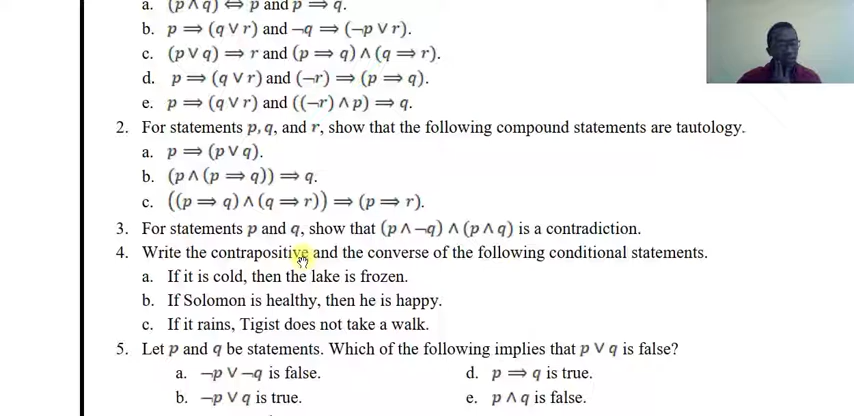 a. (p ∧ q) ⟺ p and p ⟹ q.
b. p ⟹ (q ∨ r) and ¬q ⟹ (¬p ∨ r).
c. (p ∨ q) ⟹ r and (p ⟹ q) ∧ (q ⟹ r).
d. p ⟹ (q ∨ r) and (¬r) ⟹ (p ⟹ q).
e. p ⟹ (q ∨ r) and ((¬r) ∧ p) ⟹ q.
2. For statements p, q, and r, show that the following compound statements are tautology.
a. p ⟹ (p ∨ q).
b. (p ∧ (p ⟹ q)) ⟹ q.
c. ((p ⟹ q) ∧ (q ⟹ r)) ⟹ (p ⟹ r).
3. For statements p and q, show that (p ∧ ¬q) ∧ (p ∧ q) is a contradiction.
4. Write the contrapositive and the converse of the following conditional statements.
a. If it is cold, then the lake is frozen.
b. If Solomon is healthy, then he is happy.
c. If it rains, Tigist does not take a walk.
5. Let p and q be statements. Which of the following implies that p ∨ q is false?
a. ¬p ∨ ¬q is false.
d. p ⟹ q is true.
b. ¬p ∨ q is true.
e. p ∧ q is false.